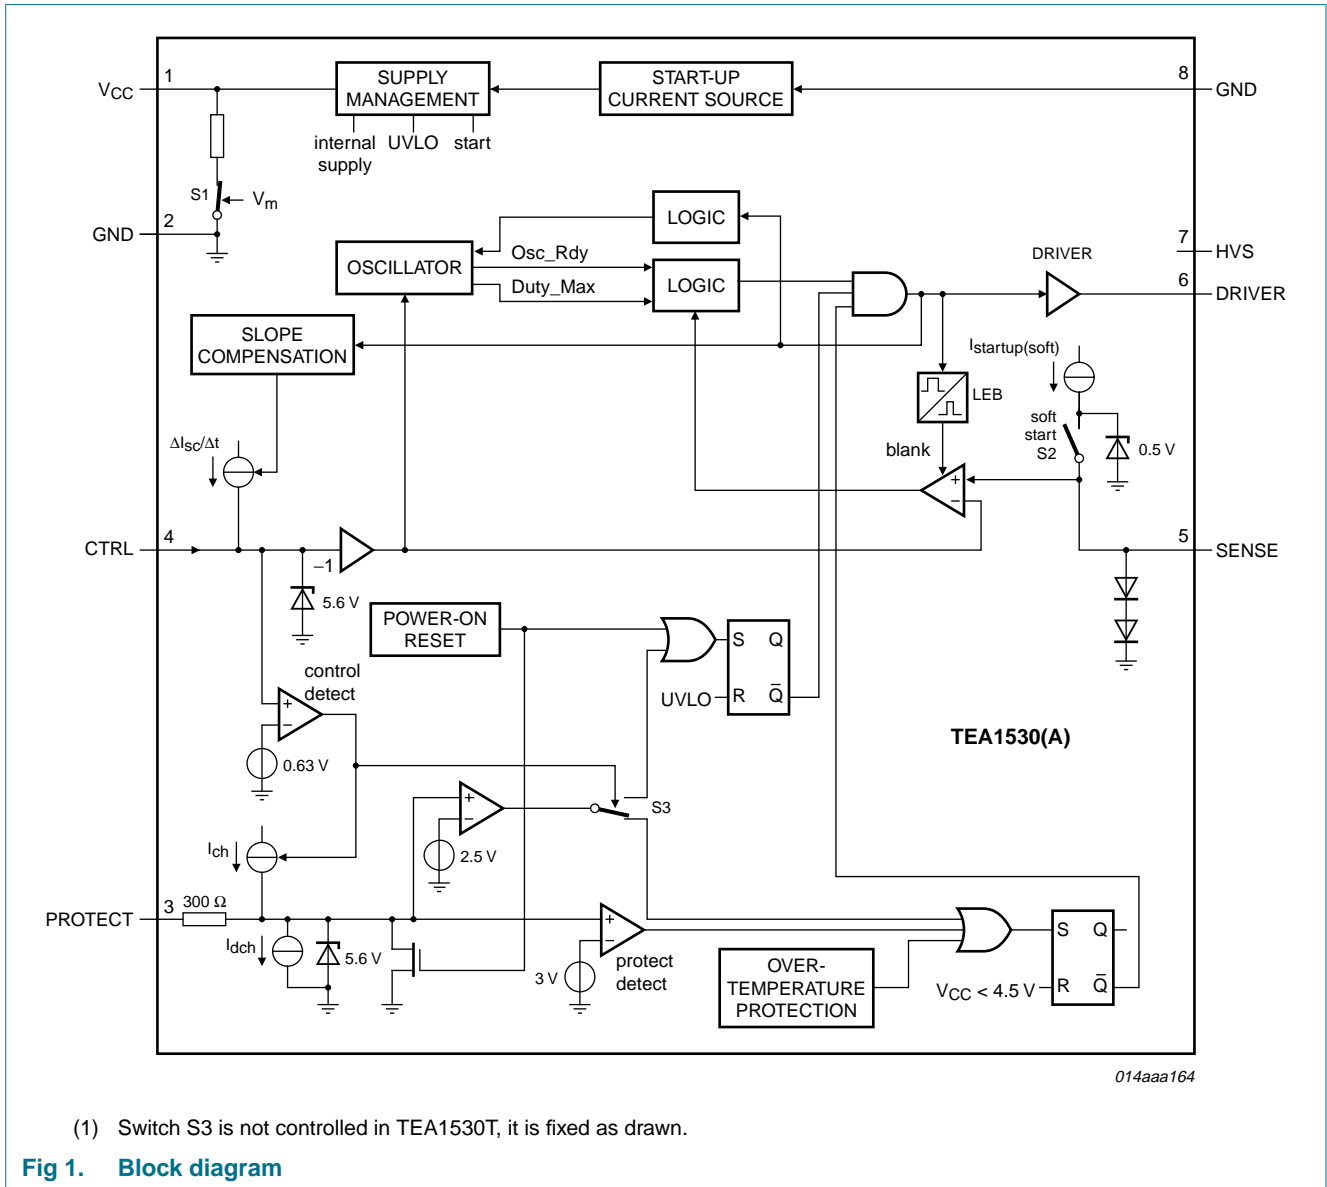 1
VCC
SUPPLY
MANAGEMENT
START-UP
CURRENT SOURCE
8
GND
internal
supply
UVLO
start
S1
Vm
2
GND
LOGIC
7
HVS
OSCILLATOR
Osc_Rdy
Duty_Max
LOGIC
DRIVER
6
DRIVER
SLOPE
COMPENSATION
Istartup(soft)
LEB
soft
start
S2
0.5 V
ΔISC/Δt
blank
+
−
4
CTRL
−1
5
SENSE
5.6 V
POWER-ON
RESET
S Q
UVLO
R Q̄
control
detect
+
−
0.63 V
TEA1530(A)
+
−
S3
2.5 V
Ich
3
300 Ω
PROTECT
Idch
5.6 V
+
−
3 V
protect
detect
OVER-
TEMPERATURE
PROTECTION
S Q
VCC < 4.5 V
R Q̄
014aaa164
(1) Switch S3 is not controlled in TEA1530T, it is fixed as drawn.
Fig 1. Block diagram